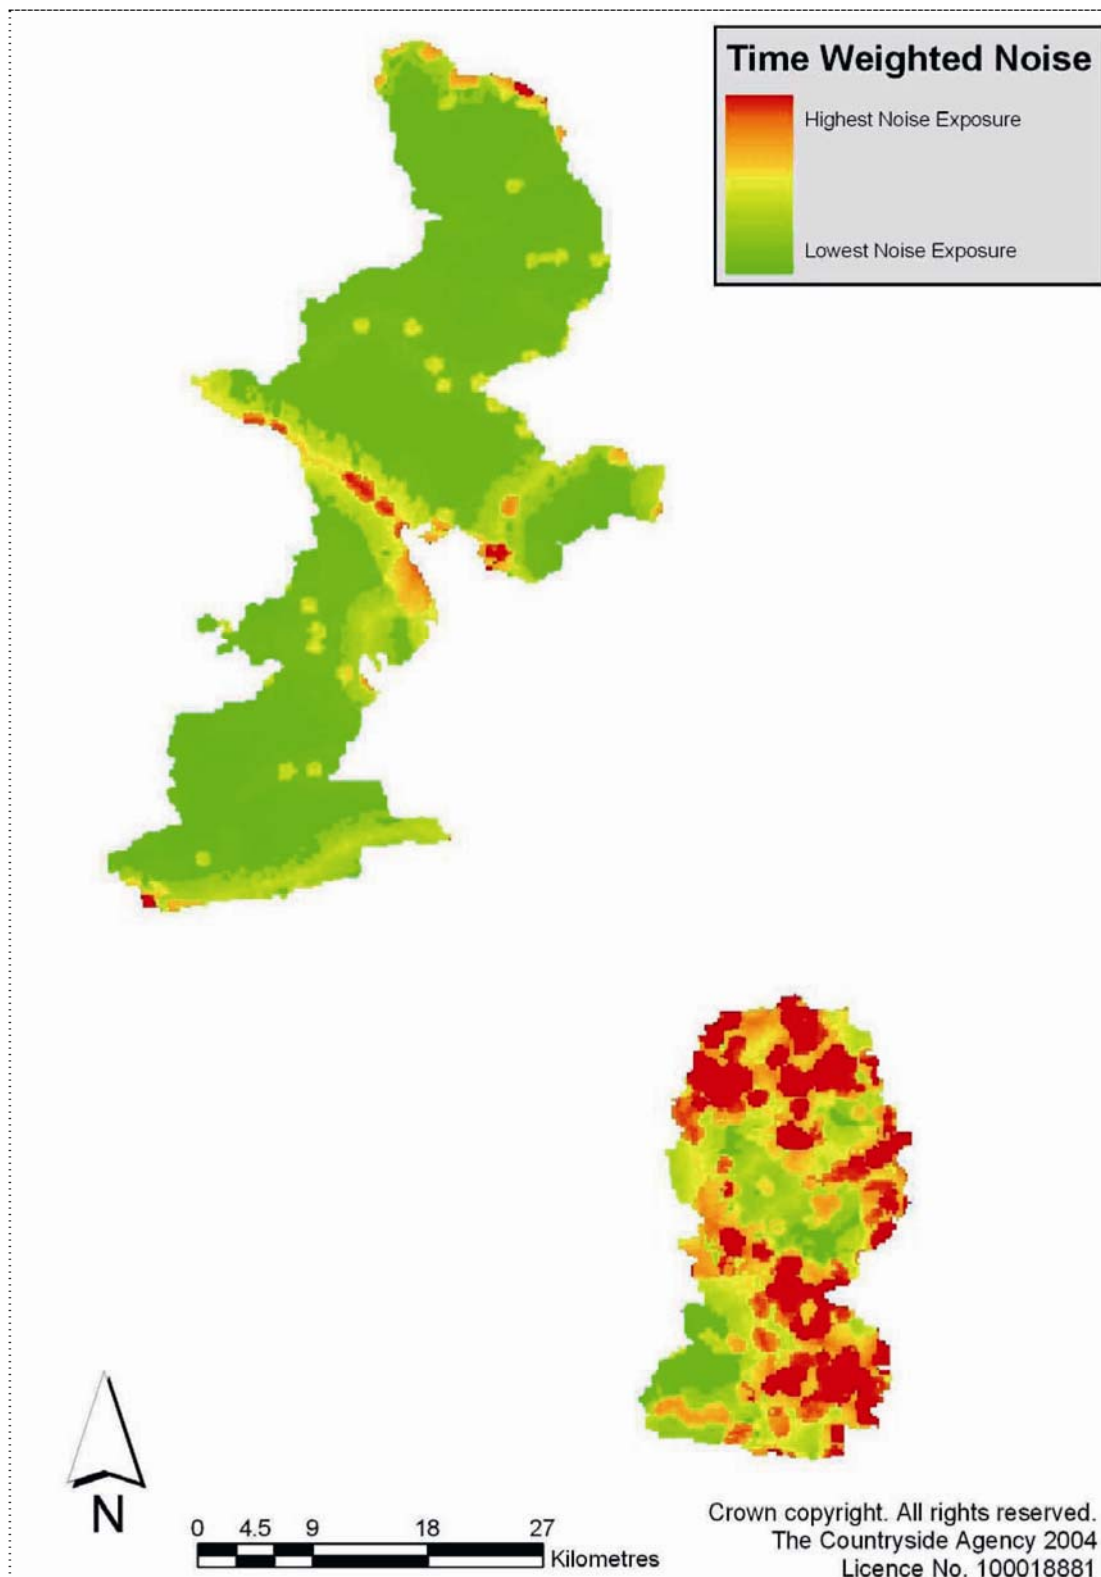 Time Weighted Noise
Highest Noise Exposure
Lowest Noise Exposure
N
0 4.5 9 18 27
Kilometres
Crown copyright. All rights reserved.
The Countryside Agency 2004
Licence No. 100018881